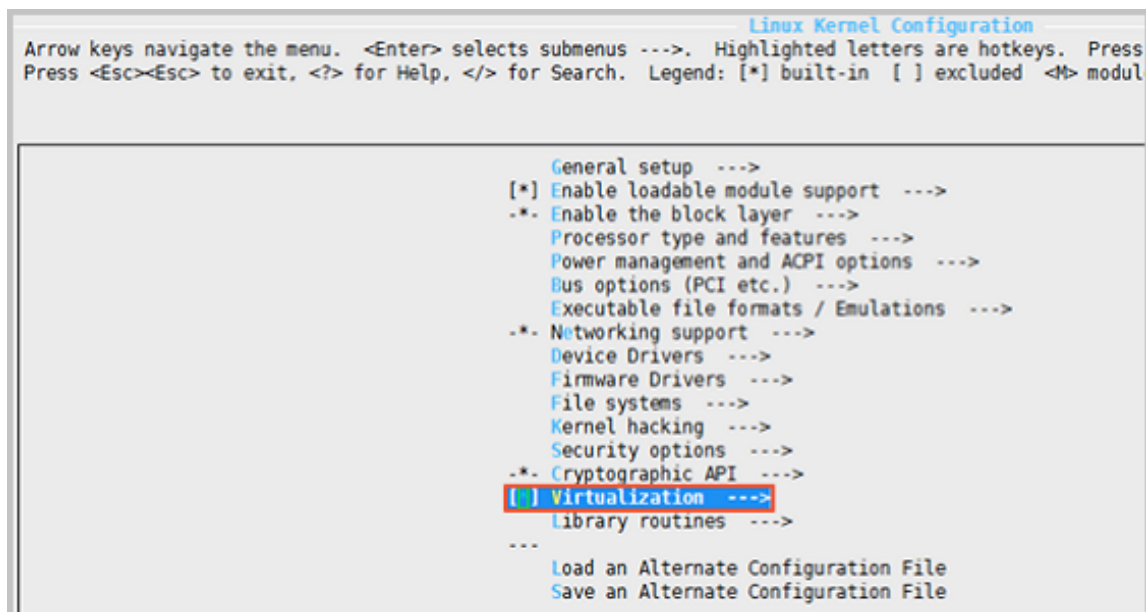 Linux Kernel Configuration
Arrow keys navigate the menu. <Enter> selects submenus --->. Highlighted letters are hotkeys. Press
Press <Esc><Esc> to exit, <?> for Help, </> for Search. Legend: [*] built-in [ ] excluded <M> modul
General setup --->
[*] Enable loadable module support --->
-*- Enable the block layer --->
Processor type and features --->
Power management and ACPI options --->
Bus options (PCI etc.) --->
Executable file formats / Emulations --->
-*- Networking support --->
Device Drivers --->
Firmware Drivers --->
File systems --->
Kernel hacking --->
Security options --->
-*- Cryptographic API --->
[*] Virtualization --->
Library routines --->
---
Load an Alternate Configuration File
Save an Alternate Configuration File